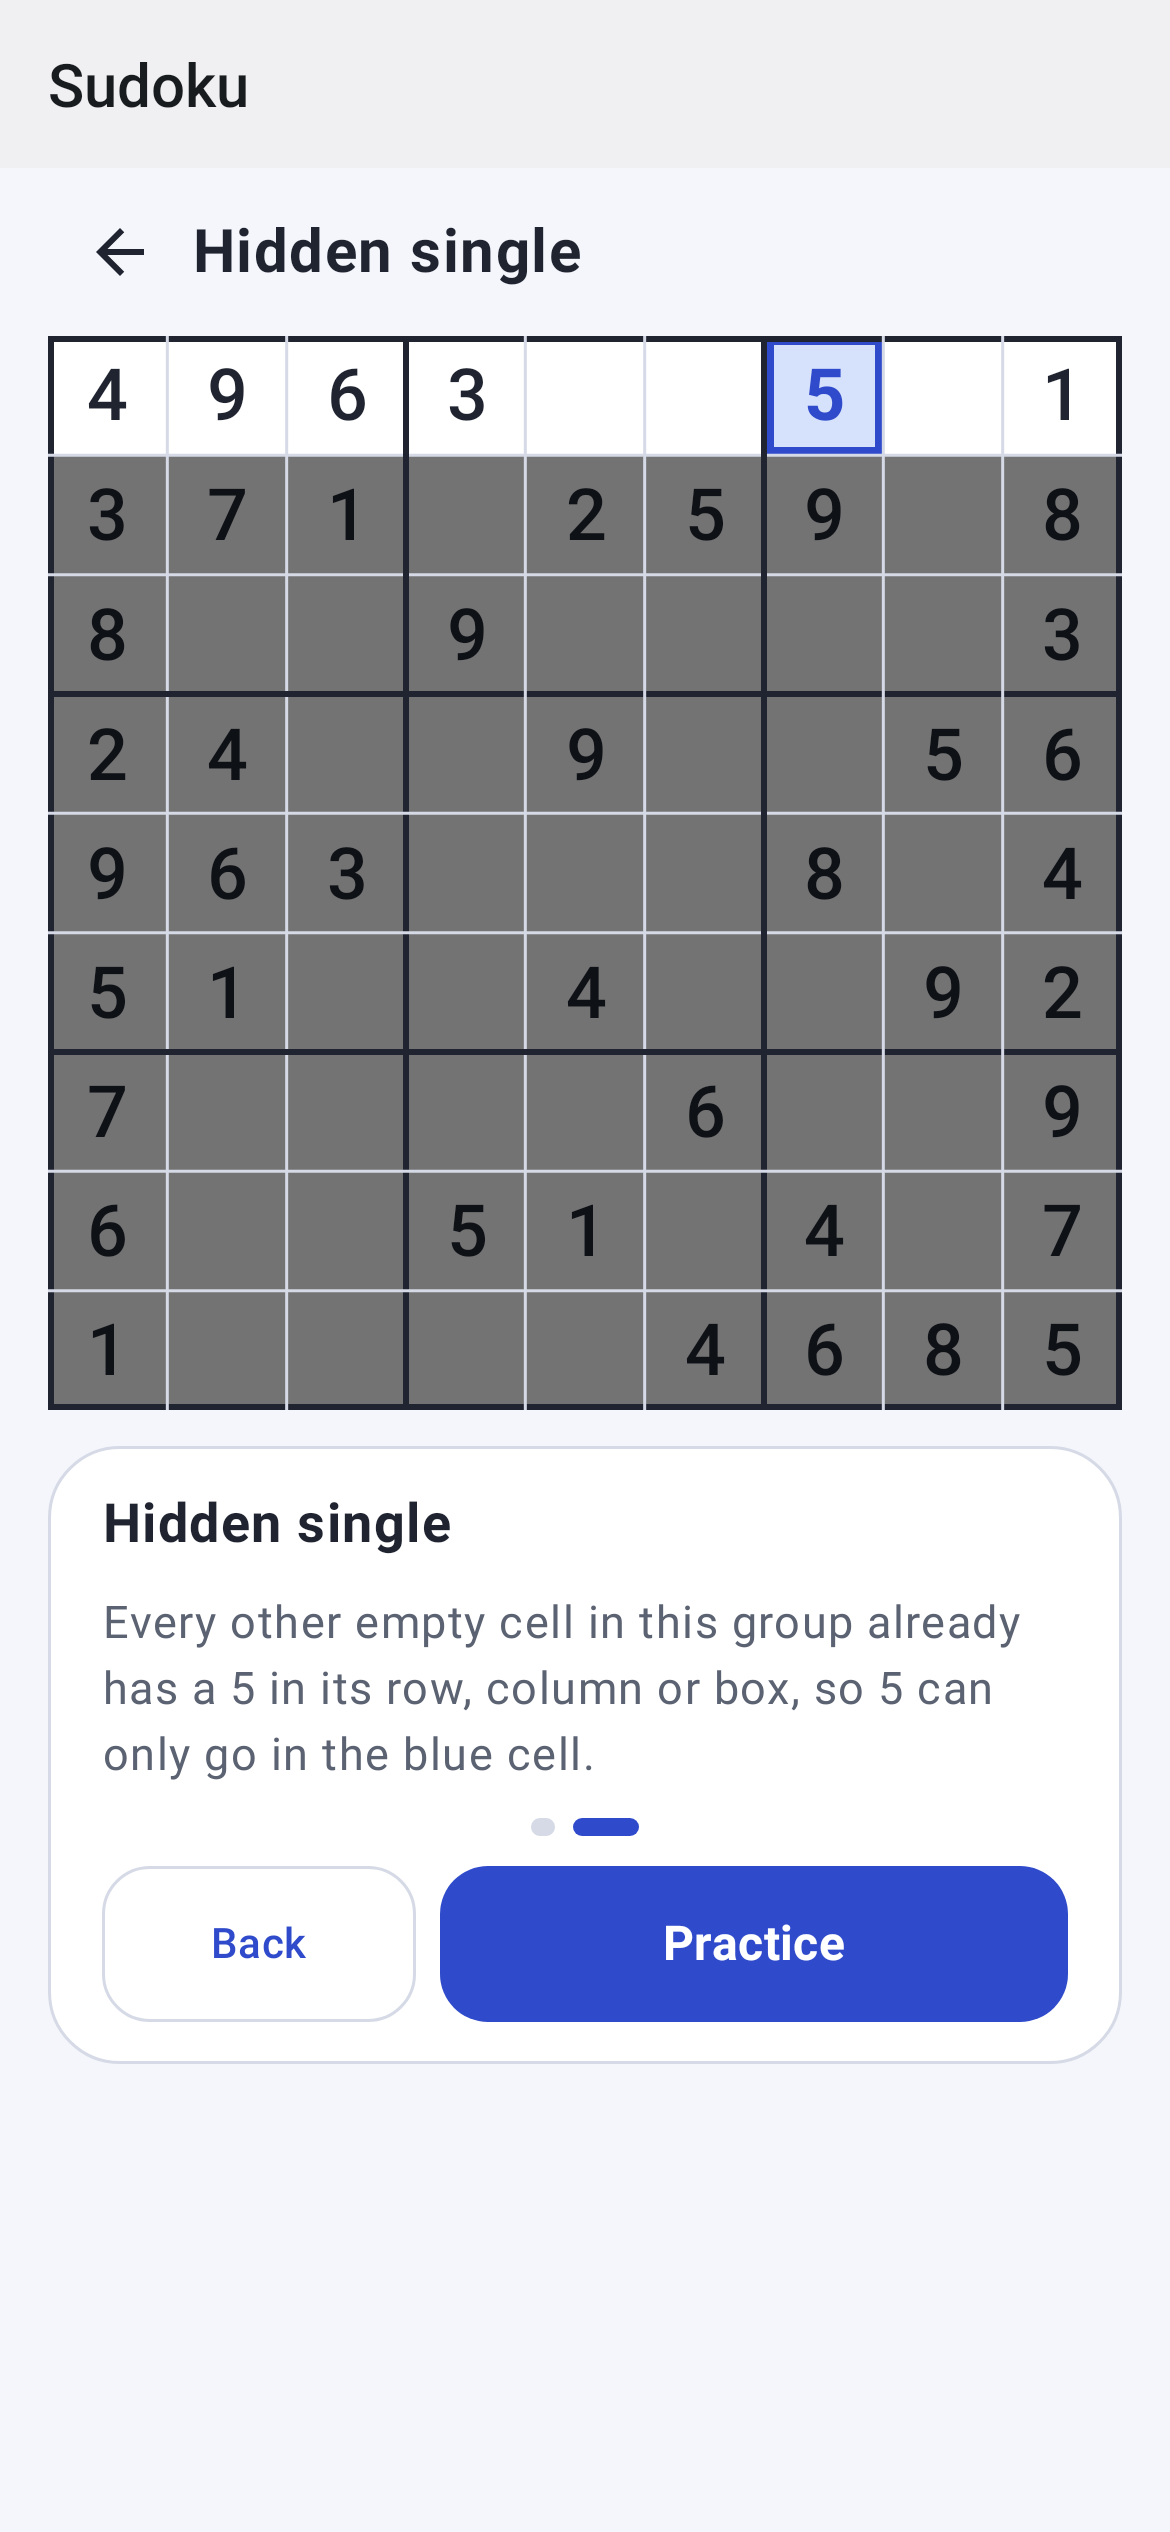 Sudoku
Hidden single
4 9 6 3 5 1
3 7 1 2 5 9 8
8 9 3
2 4 9 5 6
9 6 3 8 4
5 1 4 9 2
7 6 9
6 5 1 4 7
1 4 6 8 5
Hidden single
Every other empty cell in this group already
has a 5 in its row, column or box, so 5 can
only go in the blue cell.
Back
Practice